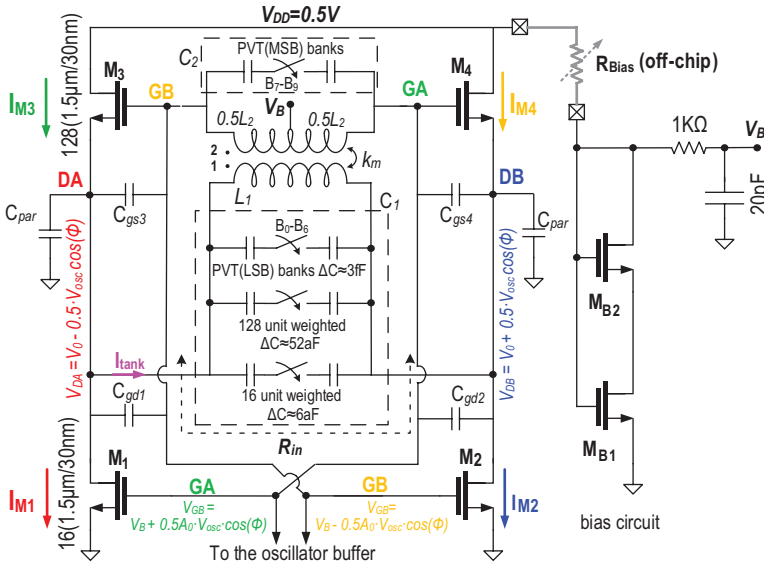 V_DD=0.5V
C_2
PVT(MSB) banks
B_7-B_9
M_3
M_4
GB
GA
V_B
I_M3
I_M4
R_Bias (off-chip)
128(1.5μm/30nm)
0.5L_2
0.5L_2
2
1
k_m
1KΩ
V_B
20pF
DA
DB
L_1
C_1
C_par
C_gs3
C_gs4
C_par
B_0-B_6
PVT(LSB) banks ΔC≈3fF
M_B2
128 unit weighted
ΔC≈52aF
V_DA=V_0 - 0.5·V_osc cos(Φ)
V_DB = V_0 + 0.5·V_osc cos(Φ)
I_tank
16 unit weighted
ΔC≈6aF
C_gd1
C_gd2
R_in
M_B1
16(1.5μm/30nm)
M_1
M_2
I_M1
I_M2
GA
GB
V_GB=
V_B + 0.5A_0·V_osc·cos(Φ)
V_GB=
V_B - 0.5A_0·V_osc·cos(Φ)
To the oscillator buffer
bias circuit